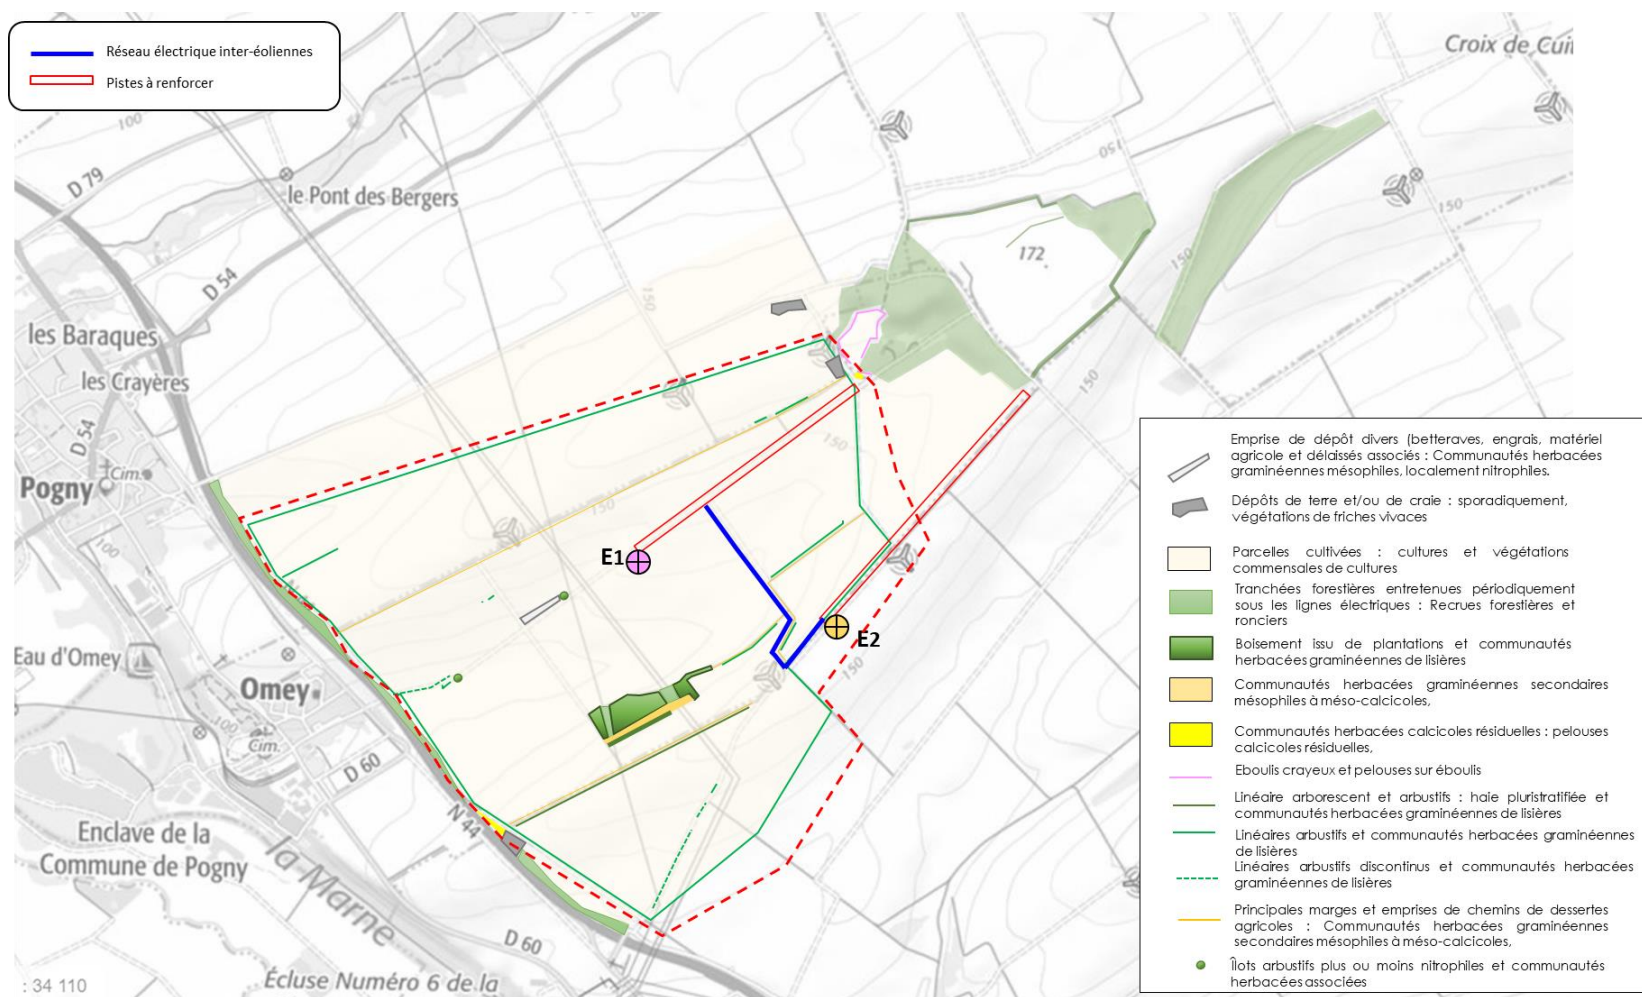 Réseau électrique inter-éoliennes
Pistes à renforcer
Croix de Cuit
100
D 79
le Pont des Bergers
150
150
172
150
150
D 54
les Baraques
les Crayères
D 54
150
150
150
Pogny
Cim.
150
E1
100
E2
150
Eau d'Omey
Omey
100
Cim.
D 60
N 44
Enclave de la
Commune de Pogny
la Marne
D 60
Écluse Numéro 6 de la
: 34 110
Emprise de dépôt divers (betteraves, engrais, matériel
agricole et délaissés associés : Communautés herbacées
graminéennes mésophiles, localement nitrophiles.
Dépôts de terre et/ou de craie : sporadiquement,
végétations de friches vivaces
Parcelles cultivées : cultures et végétations
commensales de cultures
Tranchées forestières entretenues périodiquement
sous les lignes électriques : Recrues forestières et
ronciers
Boisement issu de plantations et communautés
herbacées graminéennes de lisières
Communautés herbacées graminéennes secondaires
mésophiles à méso-calcicoles,
Communautés herbacées calcicoles résiduelles : pelouses
calcicoles résiduelles,
Eboulis crayeux et pelouses sur éboulis
Linéaire arborescent et arbustifs : haie pluristratifiée et
communautés herbacées graminéennes de lisières
Linéaires arbustifs et communautés herbacées graminéennes
de lisières
Linéaires arbustifs discontinus et communautés herbacées
graminéennes de lisières
Principales marges et emprises de chemins de dessertes
agricoles : Communautés herbacées graminéennes
secondaires mésophiles à méso-calcicoles,
Îlots arbustifs plus ou moins nitrophiles et communautés
herbacées associées